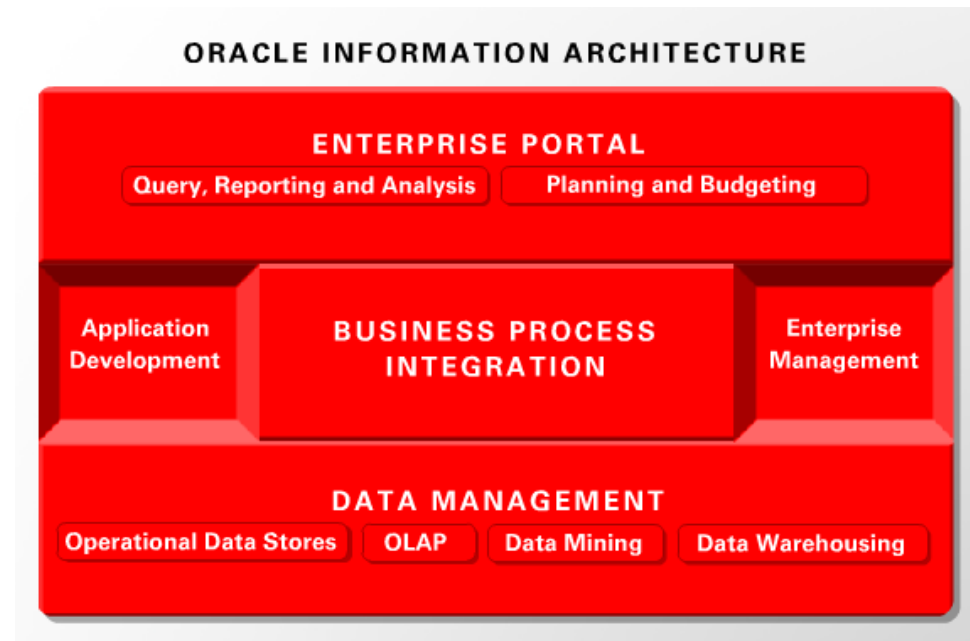 ORACLE INFORMATION ARCHITECTURE
ENTERPRISE PORTAL
Query, Reporting and Analysis
Planning and Budgeting
Application
Development
BUSINESS PROCESS
INTEGRATION
Enterprise
Management
DATA MANAGEMENT
Operational Data Stores
OLAP
Data Mining
Data Warehousing